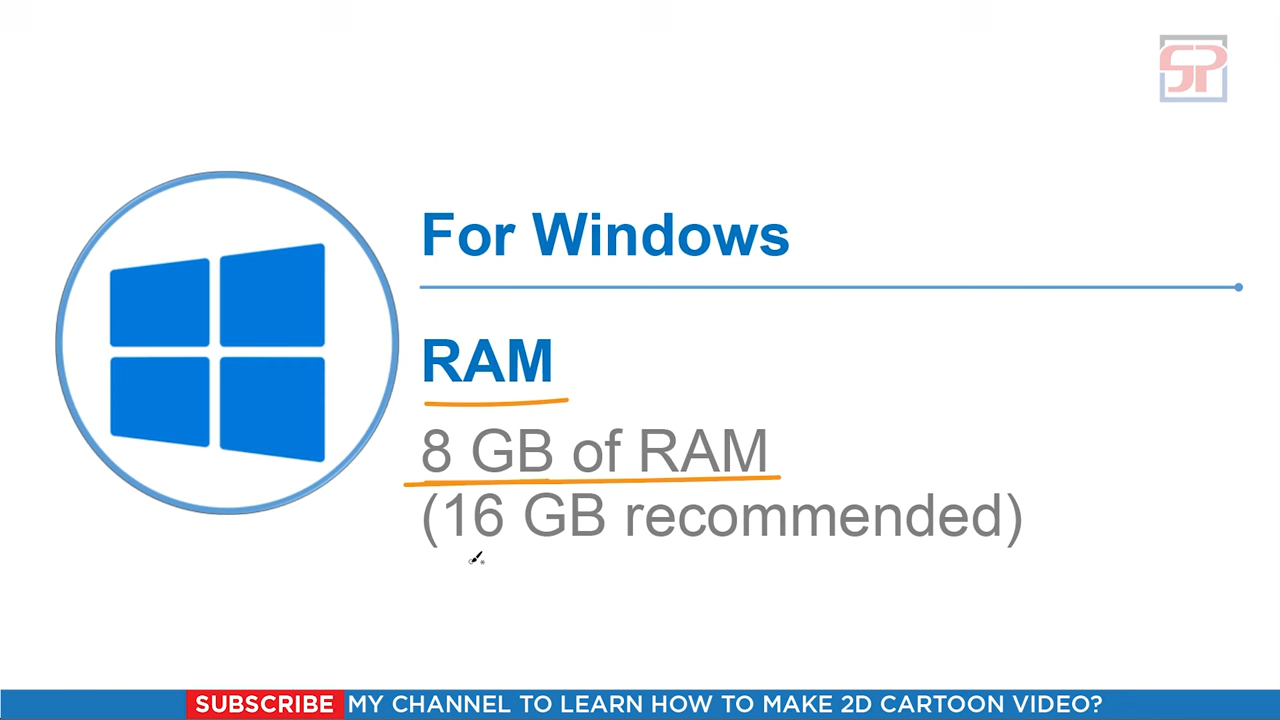 SP
For Windows
RAM
8 GB of RAM
(16 GB recommended)
SUBSCRIBE MY CHANNEL TO LEARN HOW TO MAKE 2D CARTOON VIDEO?